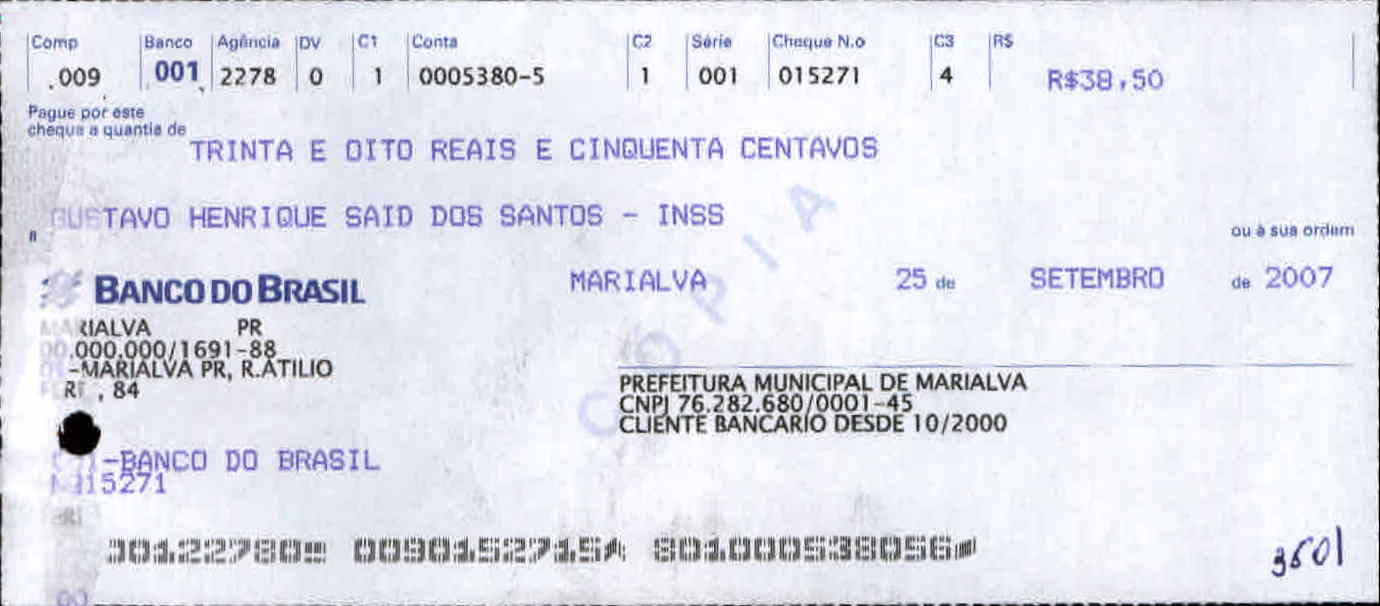 Comp Banco Agência DV C1 Conta C2 Série Cheque N.o C3 R$
009 001 2278 0 1 0005380-5 1 001 015271 4 R$38,50
Pague por este
cheque a quantia de
TRINTA E OITO REAIS E CINQUENTA CENTAVOS
GUSTAVO HENRIQUE SAID DOS SANTOS - INSS
a ou à sua ordem
BANCO DO BRASIL MARIALVA 25 de SETEMBRO de 2007
MARIALVA PR
00.000.000/1691-88
-MARIALVA PR, R.ATILIO
, 84
PREFEITURA MUNICIPAL DE MARIALVA
CNPJ 76.282.680/0001-45
CLIENTE BANCARIO DESDE 10/2000
COPIA
-BANCO DO BRASIL
15271
3601